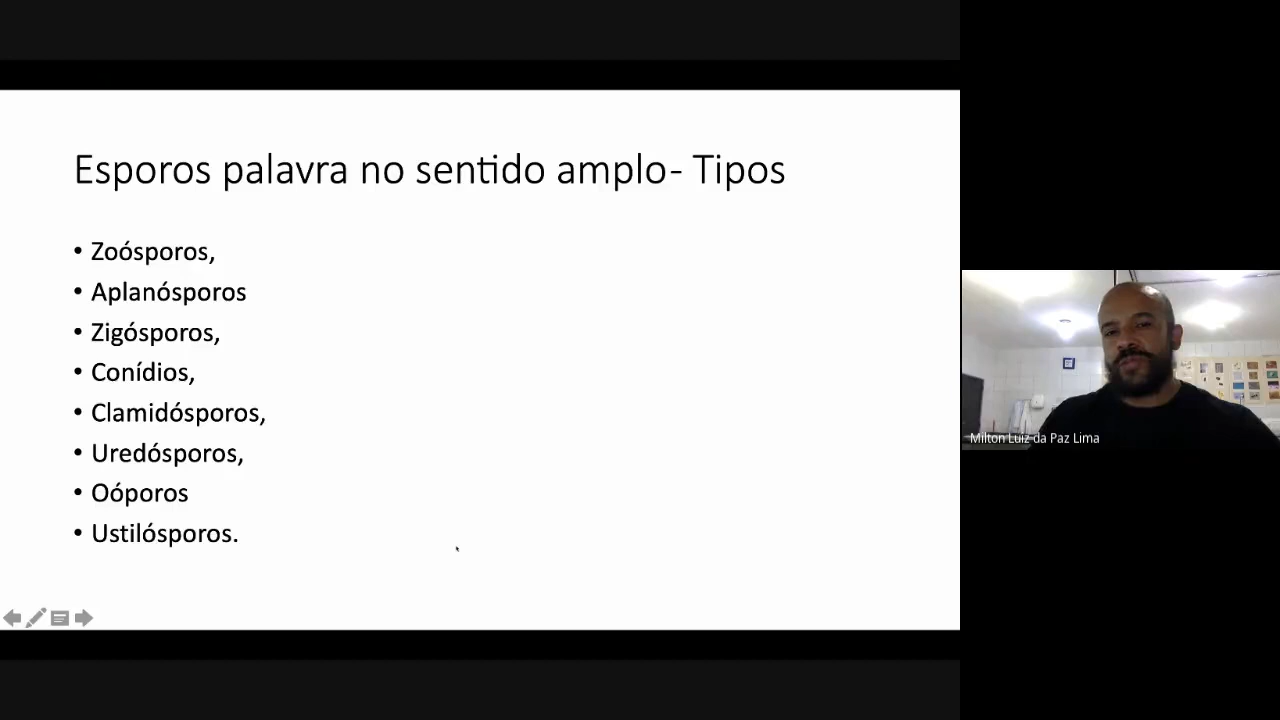 Esporos palavra no sentido amplo- Tipos
• Zoósporos,
• Aplanósporos
• Zigósporos,
• Conídios,
• Clamidósporos,
• Uredósporos,
• Oóporos
• Ustilósporos.
Milton Luiz da Paz Lima